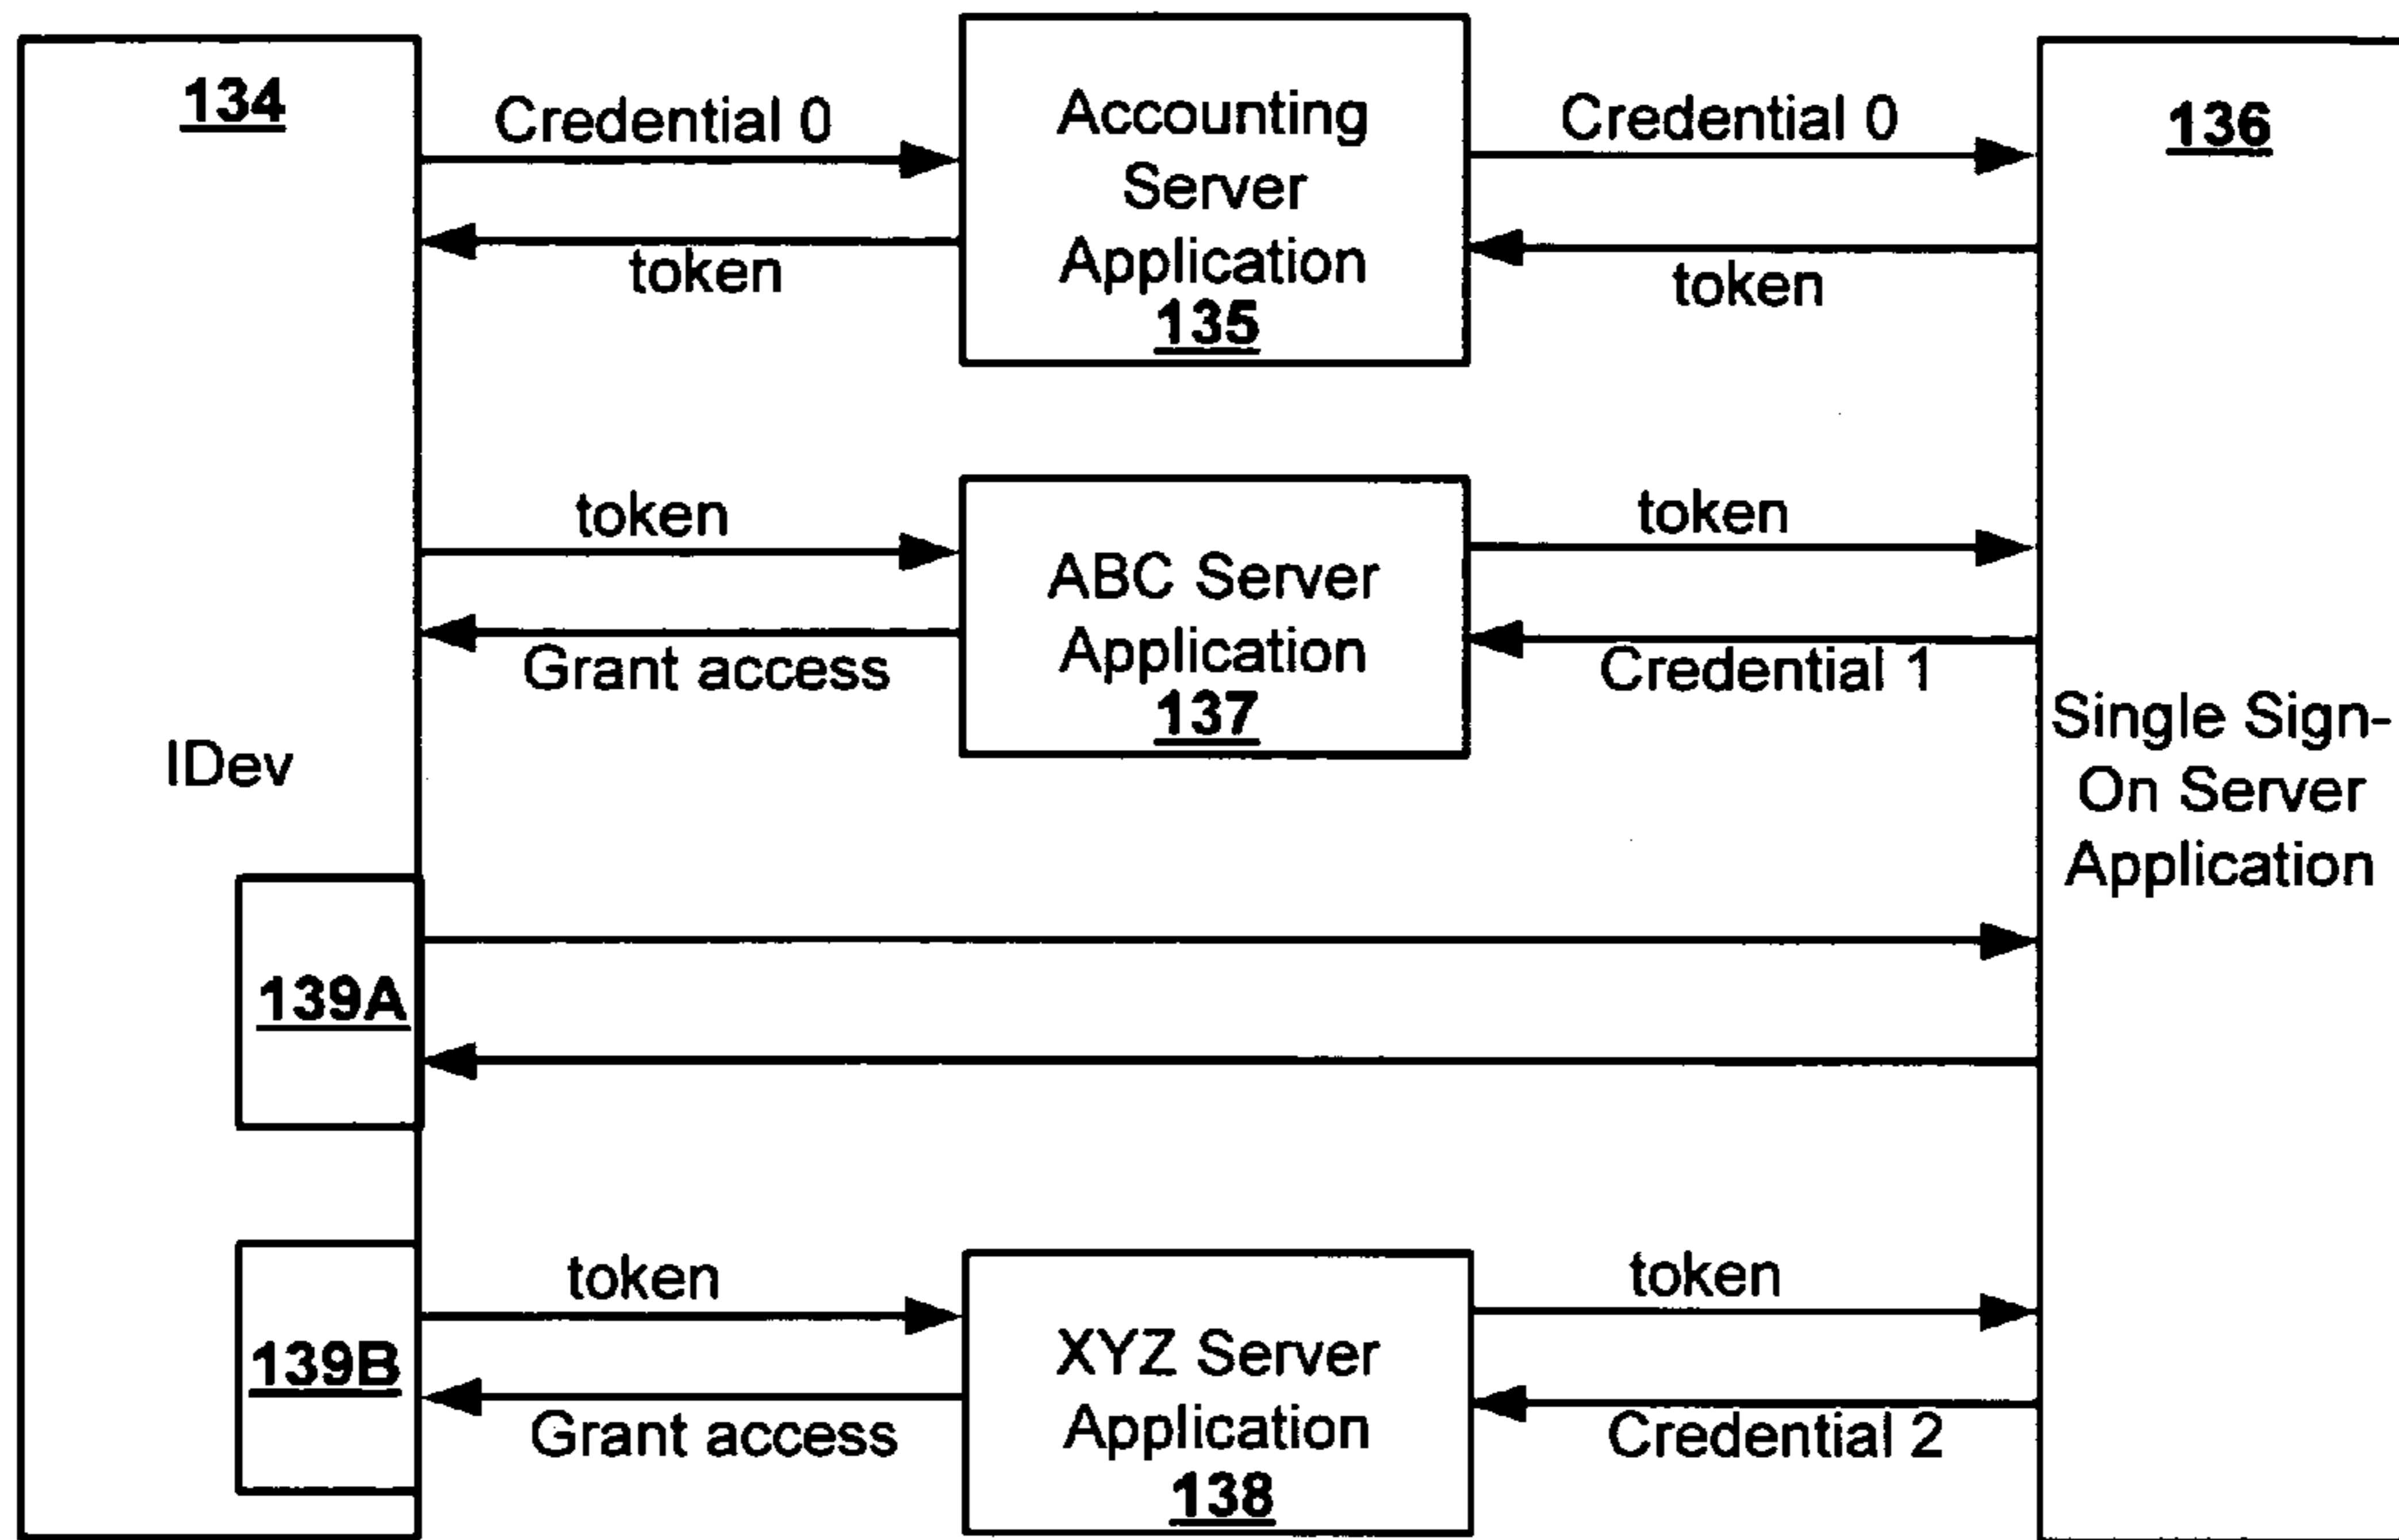 134
Credential 0
token
Accounting
Server
Application
135
Credential 0
token
136
token
Grant access
ABC Server
Application
137
token
Credential 1
IDev
Single Sign-
On Server
Application
139A
139B
token
Grant access
XYZ Server
Application
138
token
Credential 2